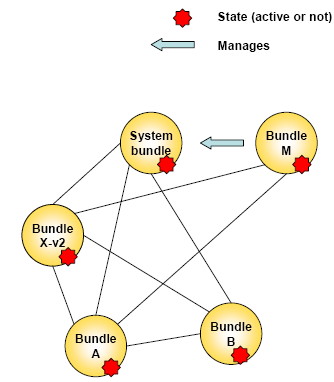 State (active or not)
Manages
System
bundle
Bundle
M
Bundle
X-v2
Bundle
A
Bundle
B